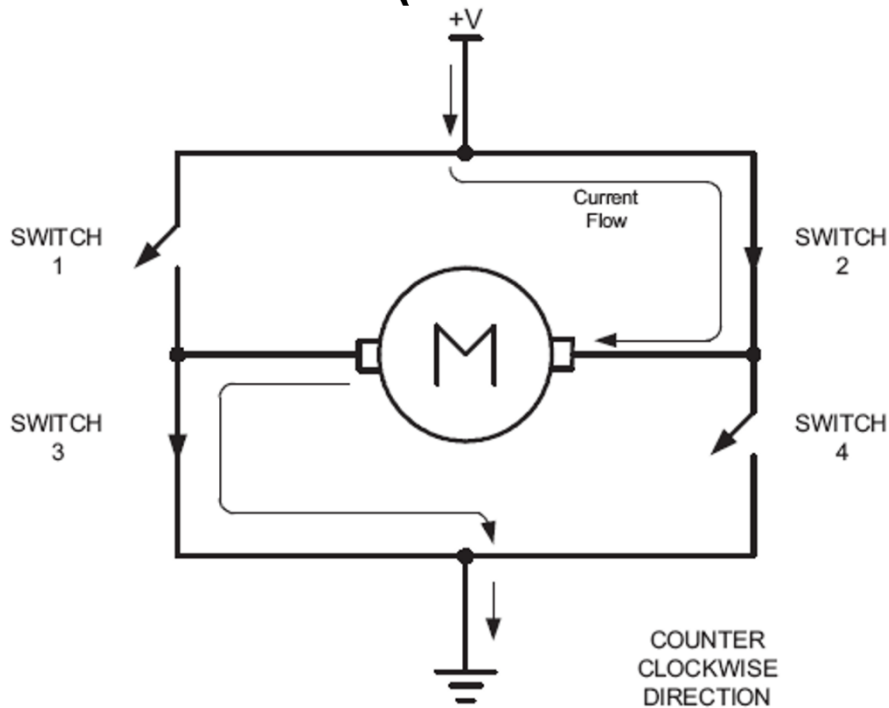 +V
Current
Flow
SWITCH
1
SWITCH
2
M
SWITCH
3
SWITCH
4
COUNTER
CLOCKWISE
DIRECTION